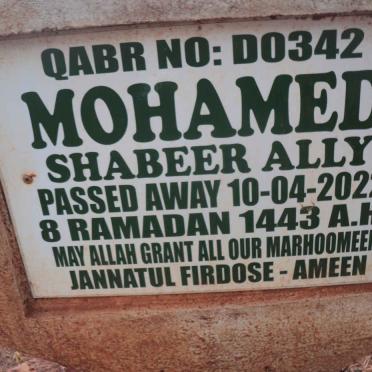 QABR NO: D0342
MOHAMED
SHABEER ALLY
PASSED AWAY 10-04-2022
8 RAMADAN 1443 A.H
MAY ALLAH GRANT ALL OUR MARHOOMEEN
JANNATUL FIRDOSE - AMEEN